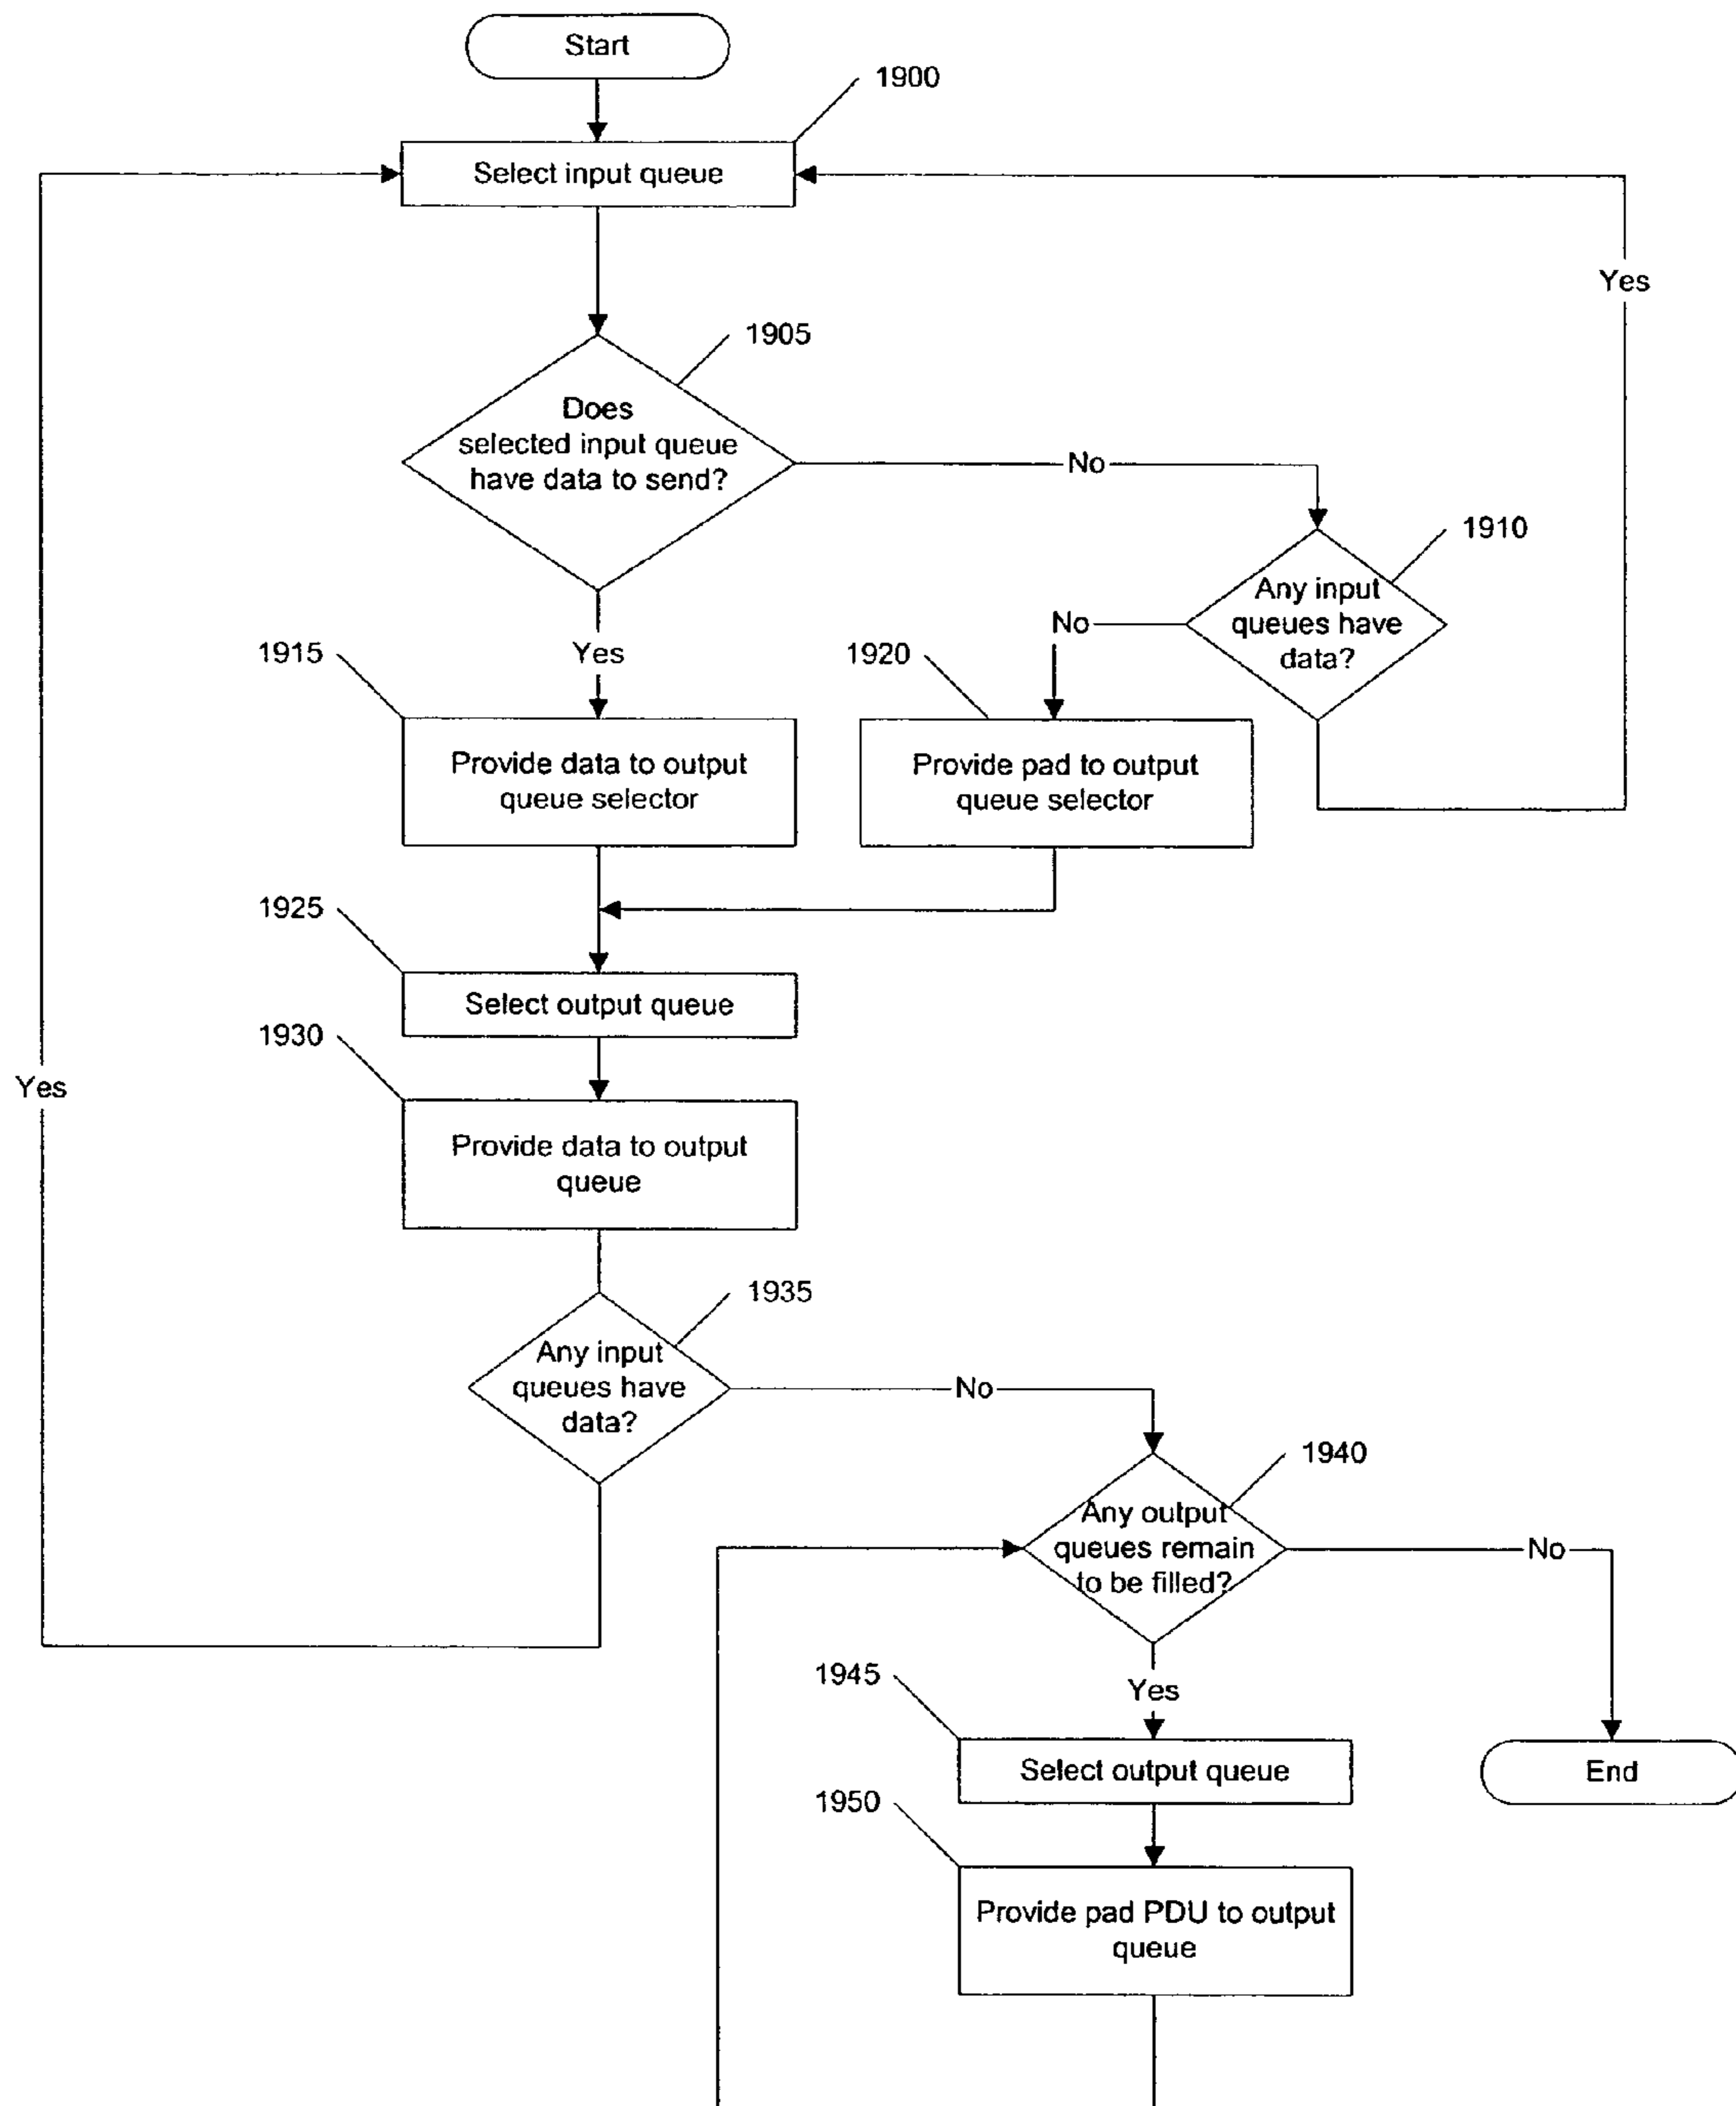 Start
1900
Select input queue
Yes
1905
Does
selected input queue
have data to send?
No
1910
Any input
queues have
data?
No
Yes
1915
1920
Provide data to output
queue selector
Provide pad to output
queue selector
1925
Select output queue
1930
Yes
Provide data to output
queue
1935
Any input
queues have
data?
No
1940
Any output
queues remain
to be filled?
No
1945
Yes
Select output queue
End
1950
Provide pad PDU to output
queue